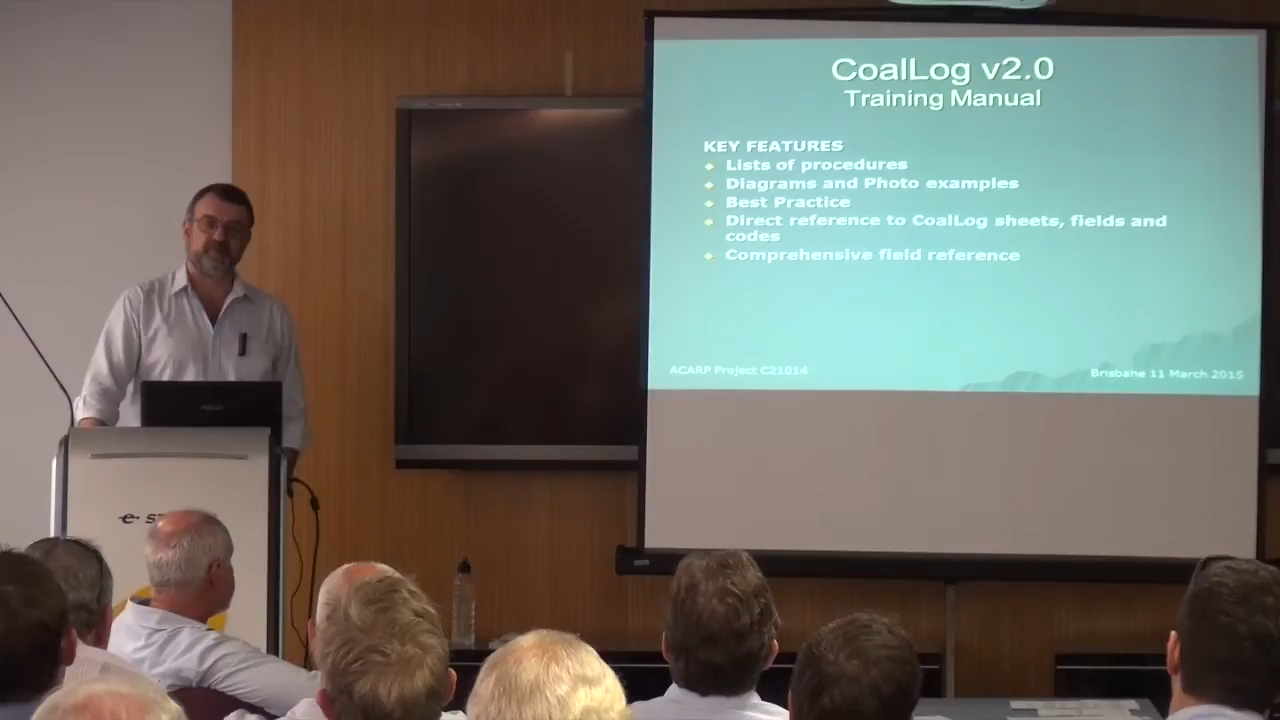 CoalLog v2.0
Training Manual
KEY FEATURES
Lists of procedures
Diagrams and Photo examples
Best Practice
Direct reference to CoalLog sheets, fields and
codes
Comprehensive field reference
ACARP Project C21014
Brisbane 11 March 2015